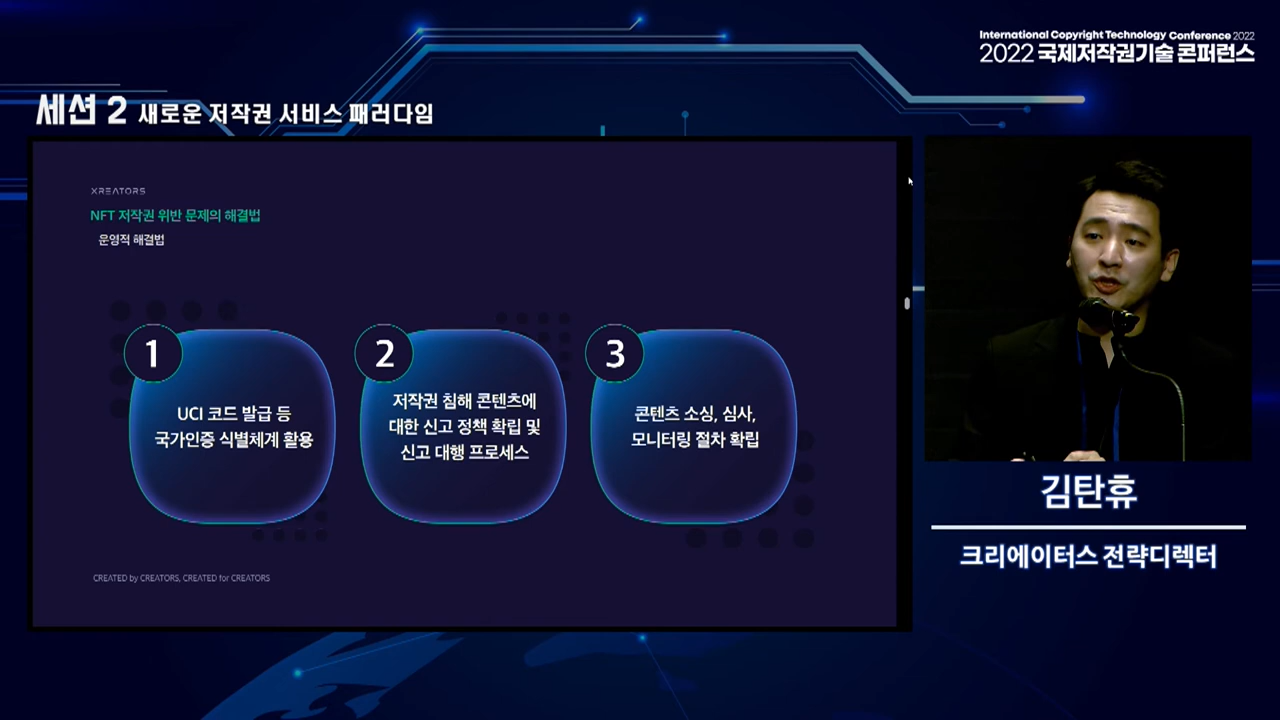 International Copyright Technology Conference 2022
2022 국제저작권기술 콘퍼런스
세션 2 새로운 저작권 서비스 패러다임
XREATORS
NFT 저작권 위반 문제의 해결법
운영적 해결법
1
UCI 코드 발급 등
국가인증 식별체계 활용
2
저작권 침해 콘텐츠에
대한 신고 정책 확립 및
신고 대행 프로세스
3
콘텐츠 소싱, 심사,
모니터링 절차 확립
CREATED by CREATORS, CREATED for CREATORS
김탄휴
크리에이터스 전략디렉터